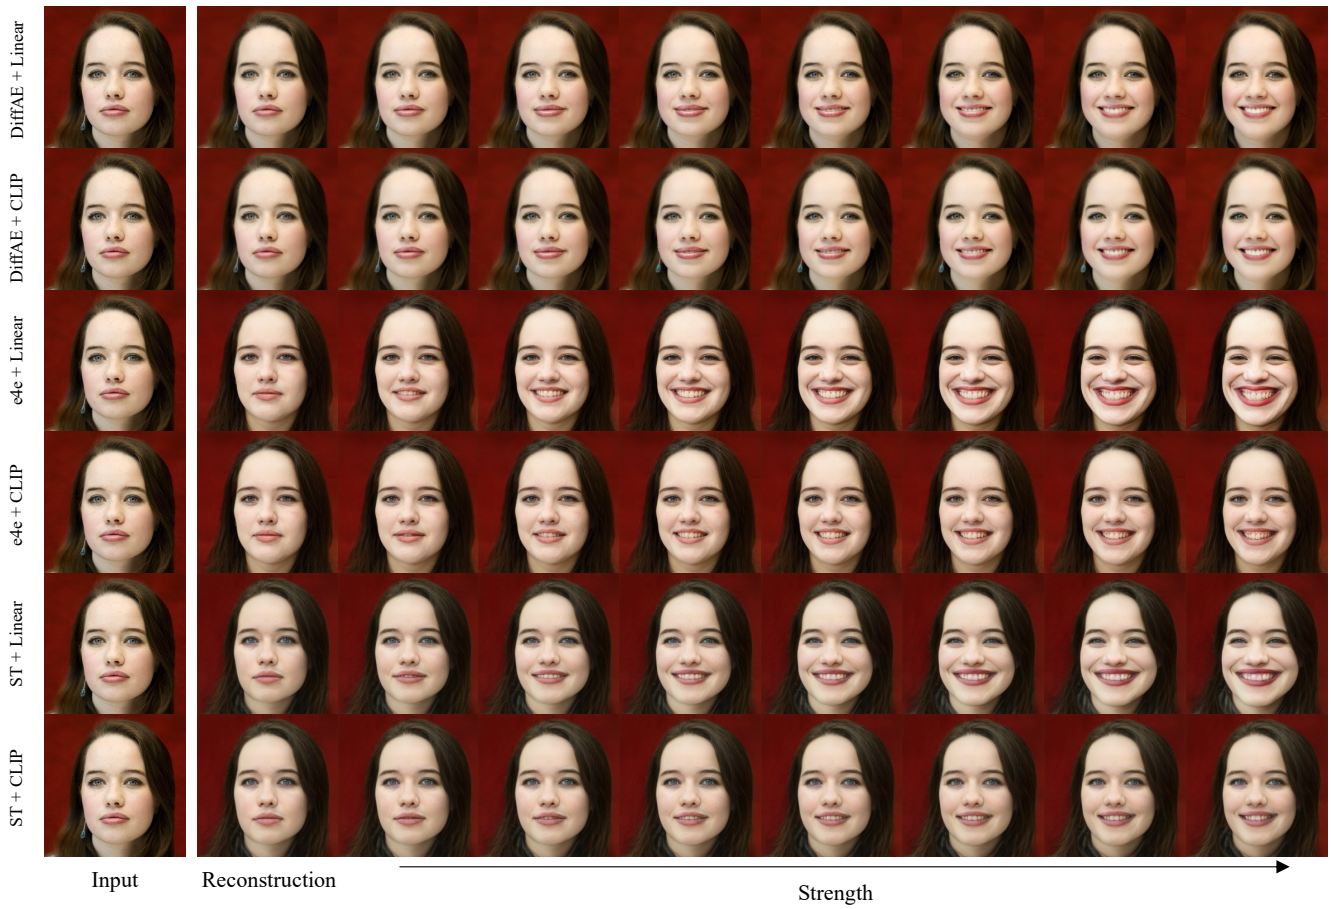 DiffAE + Linear
DiffAE + CLIP
e4e + Linear
e4e + CLIP
ST + Linear
ST + CLIP
Input
Reconstruction
Strength